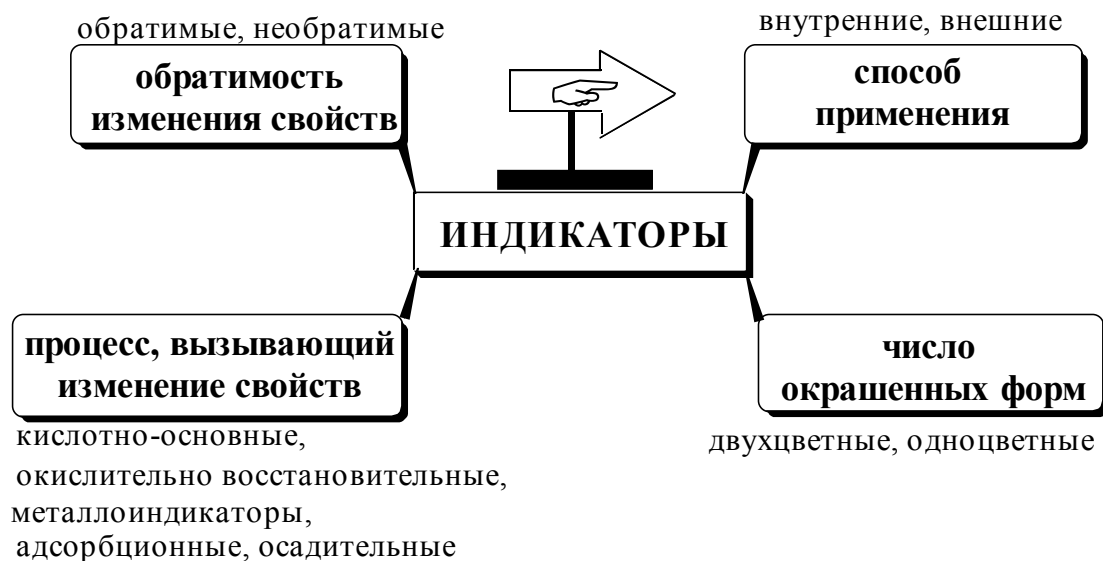 обратимые, необратимые
обратимость
изменения свойств
внутренние, внешние
способ
применения
ИНДИКАТОРЫ
процесс, вызывающий
изменение свойств
кислотно-основные,
окислительно восстановительные,
металлоиндикаторы,
адсорбционные, осадительные
число
окрашенных форм
двухцветные, одноцветные